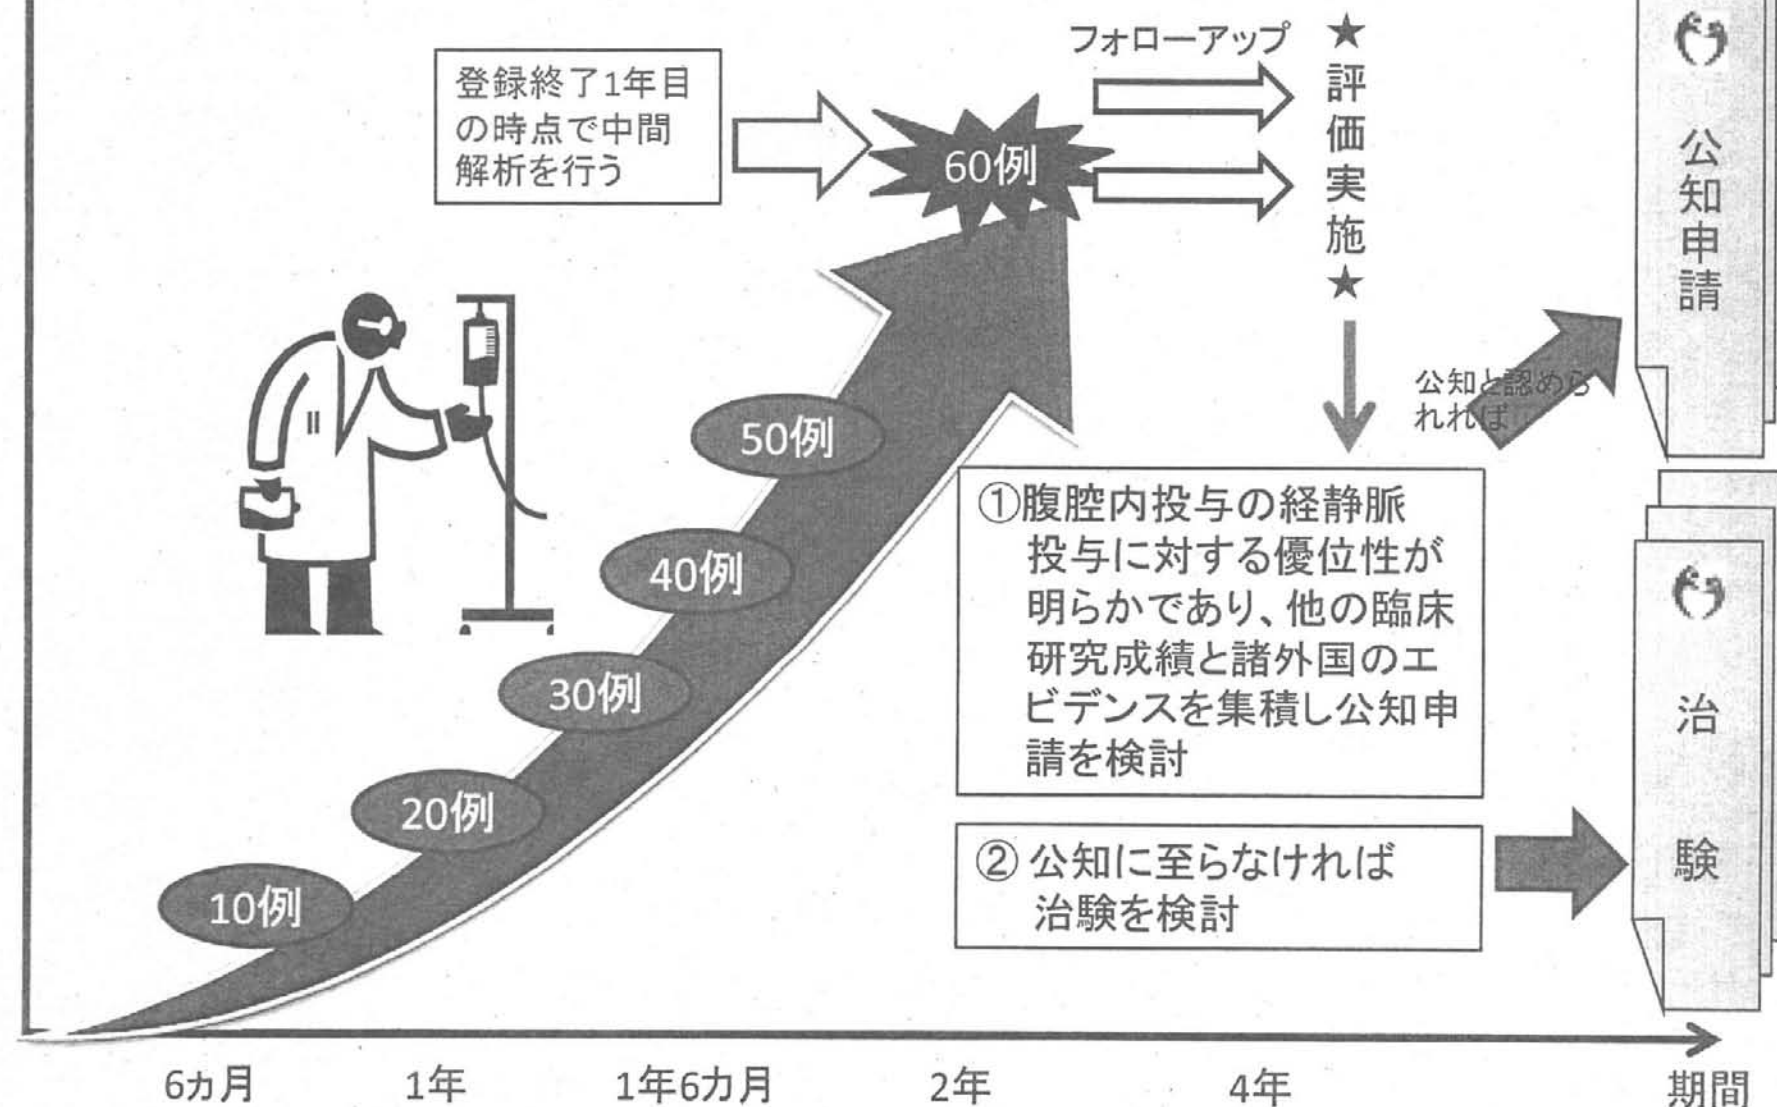 フォローアップ
★評価実施★
登録終了1年目
の時点で中間
解析を行う
60例
50例
40例
30例
20例
10例
公知と認めら
れれば
①腹腔内投与の経静脈
投与に対する優位性が
明らかであり、他の臨床
研究成績と諸外国のエ
ビデンスを集積し公知申
請を検討
②公知に至らなければ
治験を検討
公知申請
治験
6カ月
1年
1年6カ月
2年
4年
期間